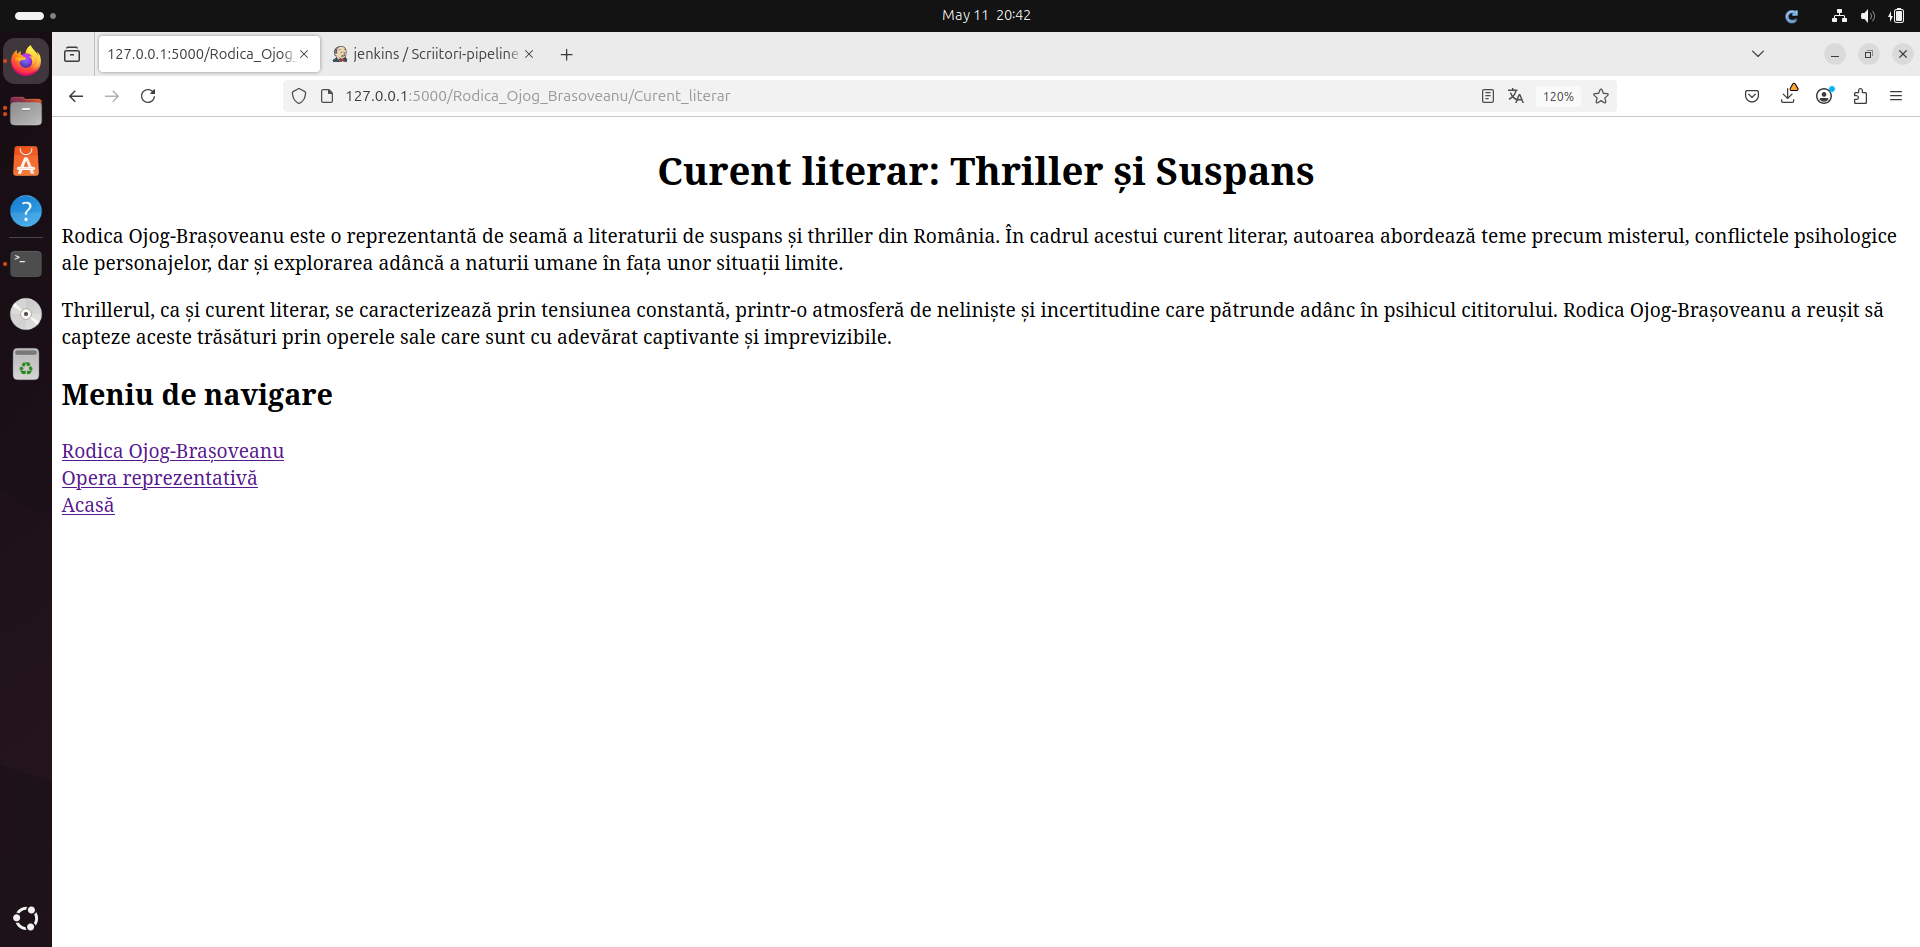 May 11 20:42
127.0.0.1:5000/Rodica_Ojog_
jenkins / Scriitori-pipeline
127.0.0.1:5000/Rodica_Ojog_Brasoveanu/Curent_literar
120%
Curent literar: Thriller și Suspans
Rodica Ojog-Brașoveanu este o reprezentantă de seamă a literaturii de suspans și thriller din România. În cadrul acestui curent literar, autoarea abordează teme precum misterul, conflictele psihologice
ale personajelor, dar și explorarea adâncă a naturii umane în fața unor situații limite.
Thrillerul, ca și curent literar, se caracterizează prin tensiunea constantă, printr-o atmosferă de neliniște și incertitudine care pătrunde adânc în psihicul cititorului. Rodica Ojog-Brașoveanu a reușit să
capteze aceste trăsături prin operele sale care sunt cu adevărat captivante și imprevizibile.
Meniu de navigare
Rodica Ojog-Brașoveanu
Opera reprezentativă
Acasă